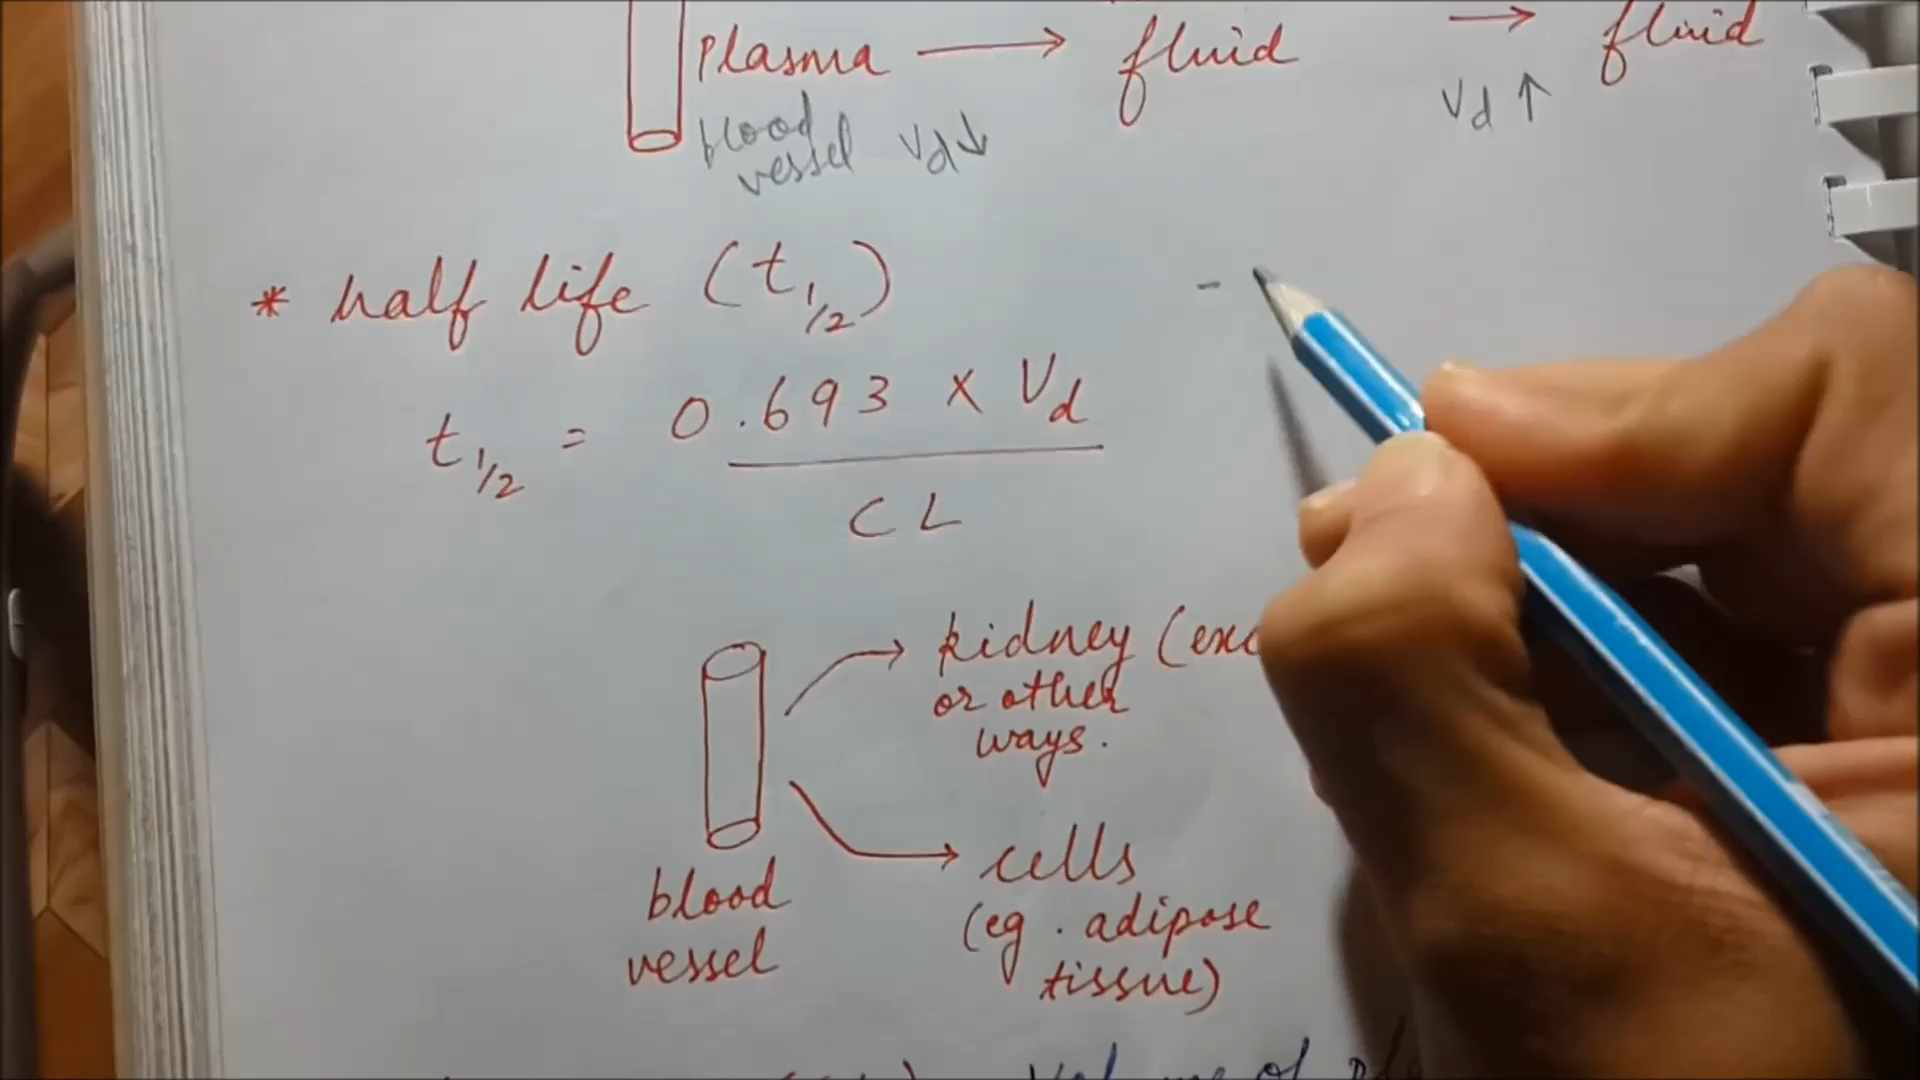 Plasma → fluid → fluid
blood
vessel Vd↓
Vd ↑
* half life (t1/2)
t1/2 = 0.693 x Vd
CL
kidney
or other
ways.
cells
(eg. adipose
tissue)
blood
vessel